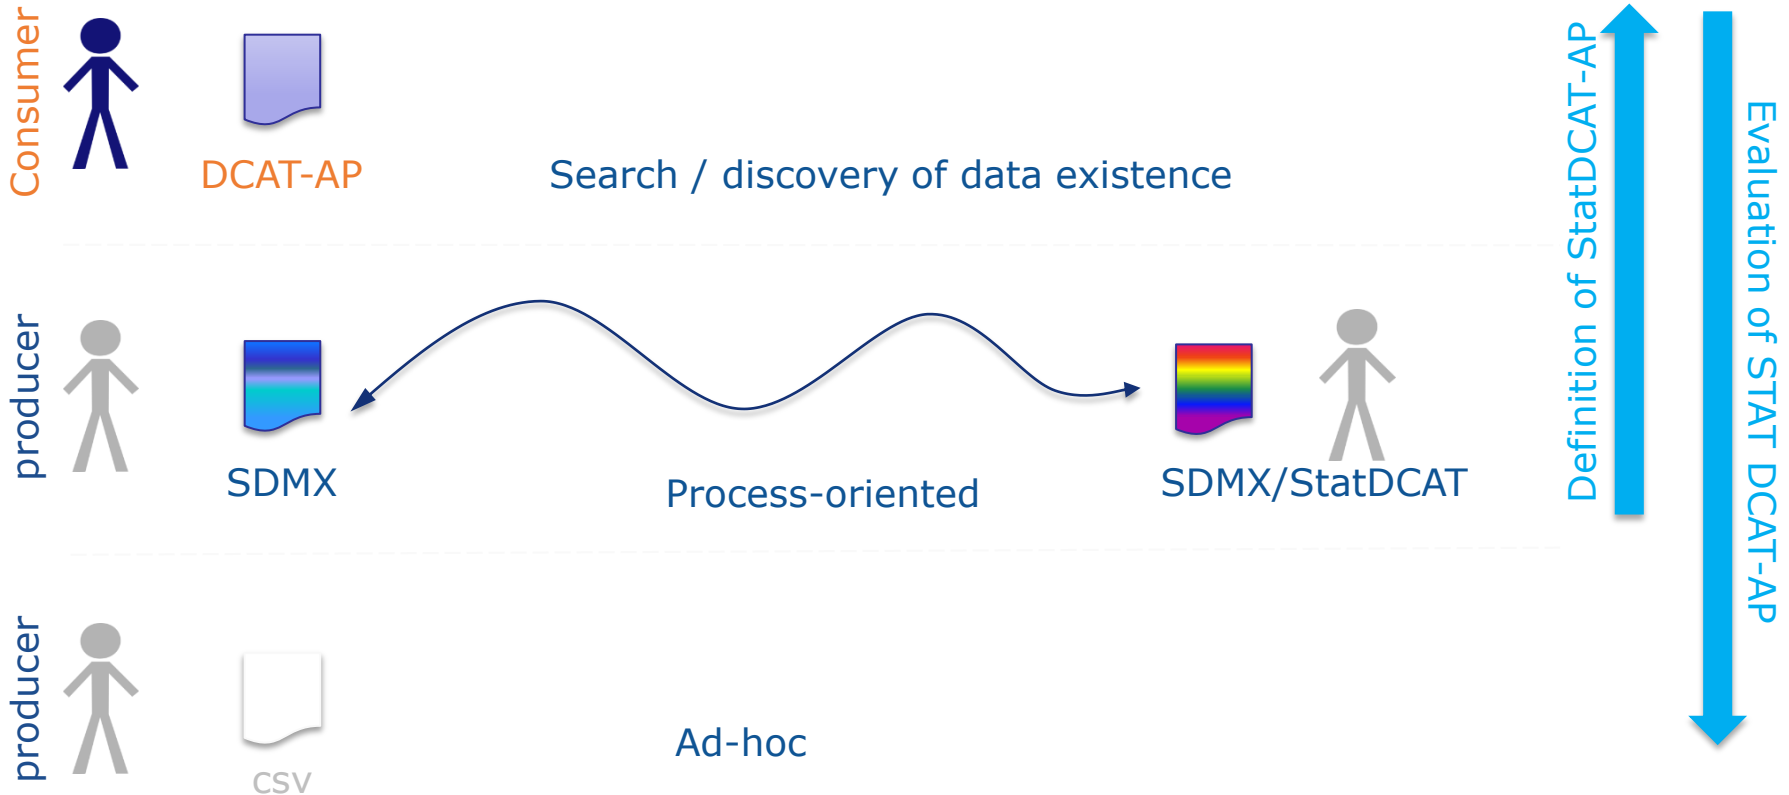 Consumer
DCAT-AP
Search / discovery of data existence
producer
SDMX
Process-oriented
SDMX/StatDCAT
producer
csv
Ad-hoc
Definition of StatDCAT-AP
Evaluation of STAT DCAT-AP